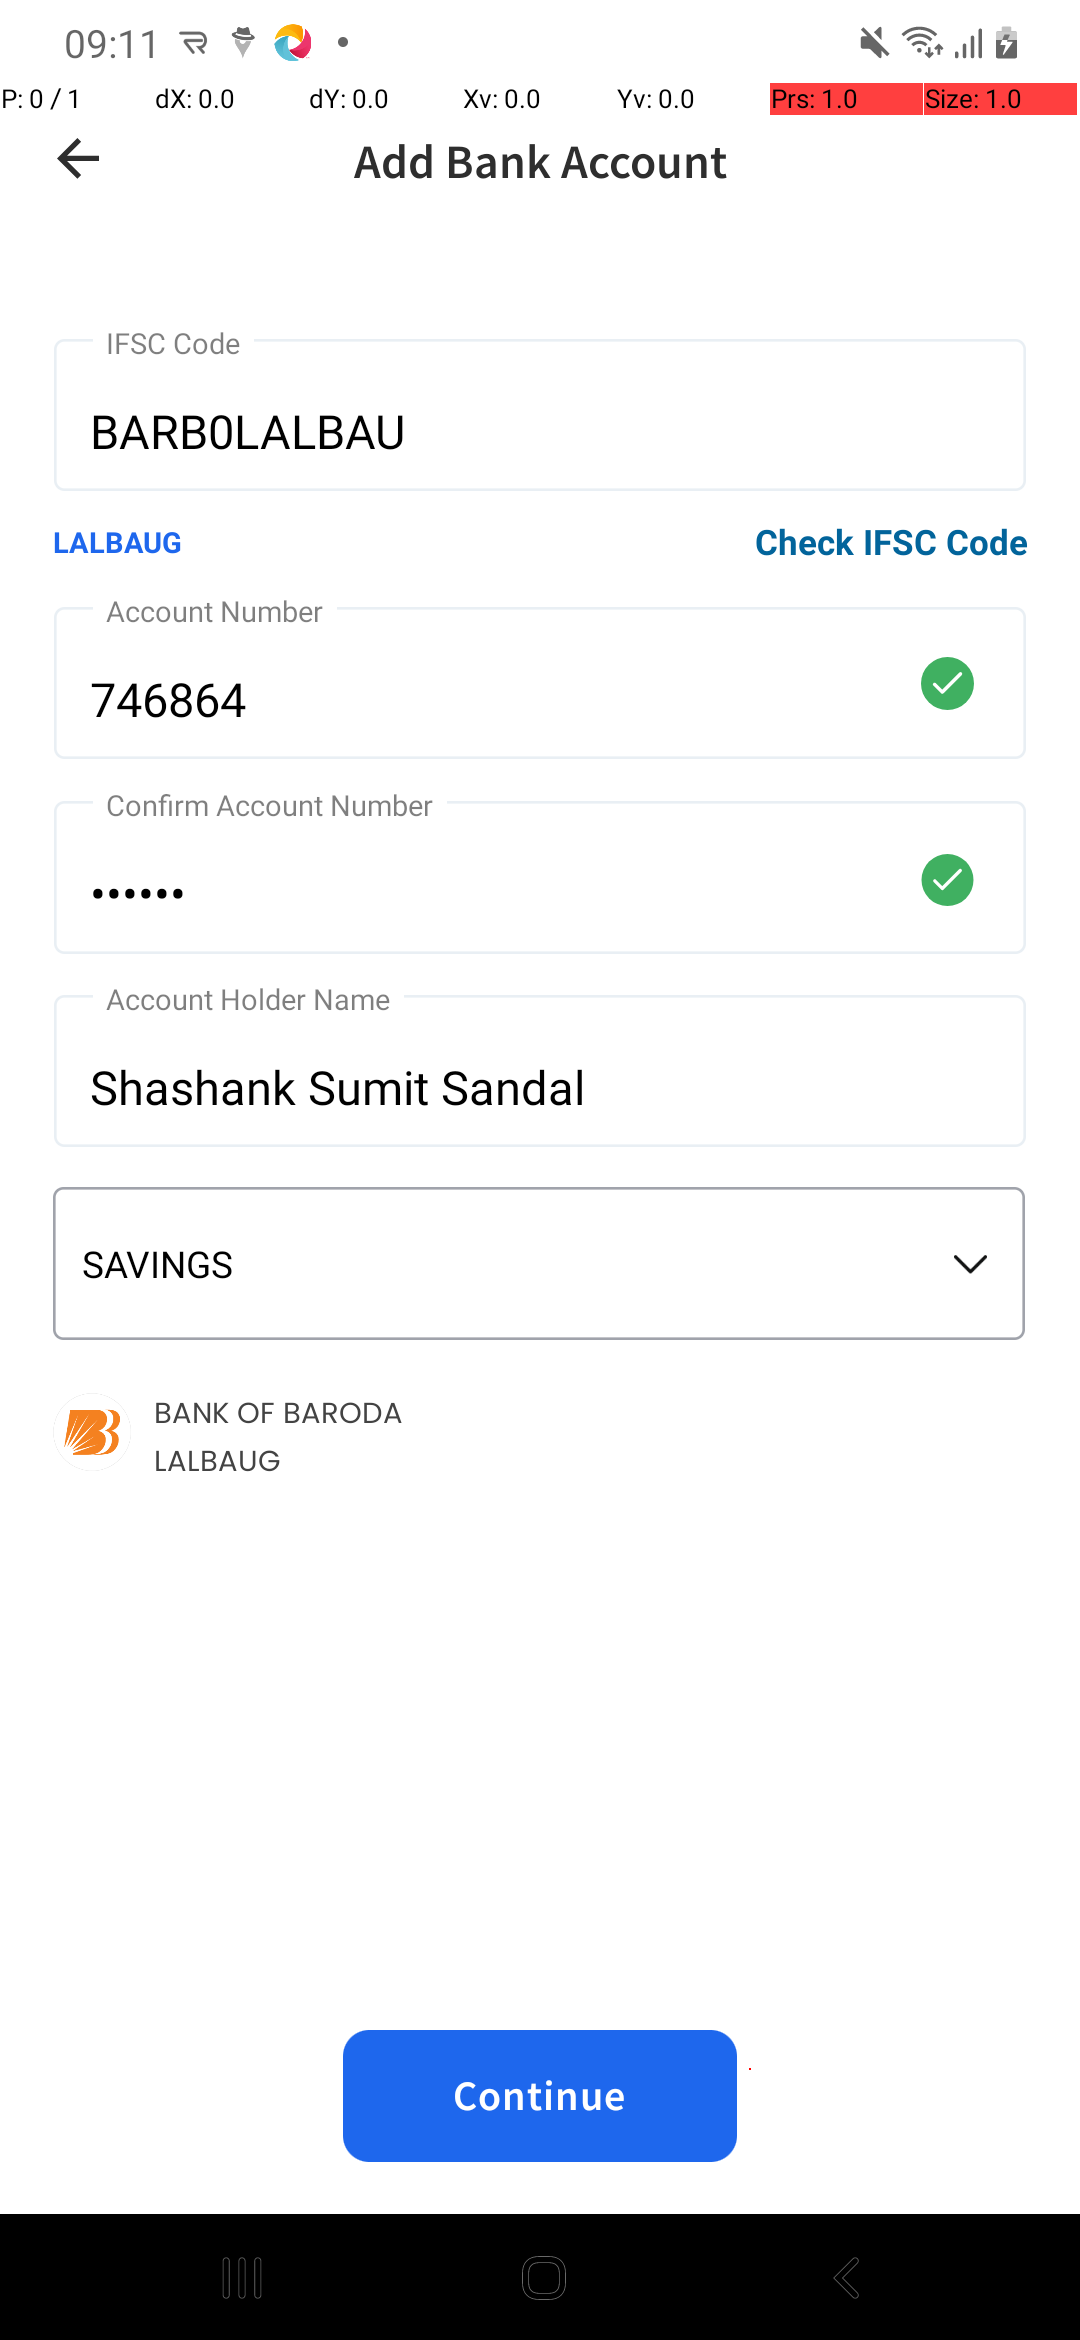 09:11
P: 0 / 1 dX: 0.0 dY: 0.0 Xv: 0.0 Yv: 0.0 Prs: 1.0 Size: 1.0
Add Bank Account
IFSC Code
BARB0LALBAU
LALBAUG Check IFSC Code
Account Number
746864
Confirm Account Number
••••••
Account Holder Name
Shashank Sumit Sandal
SAVINGS
BANK OF BARODA
LALBAUG
Continue